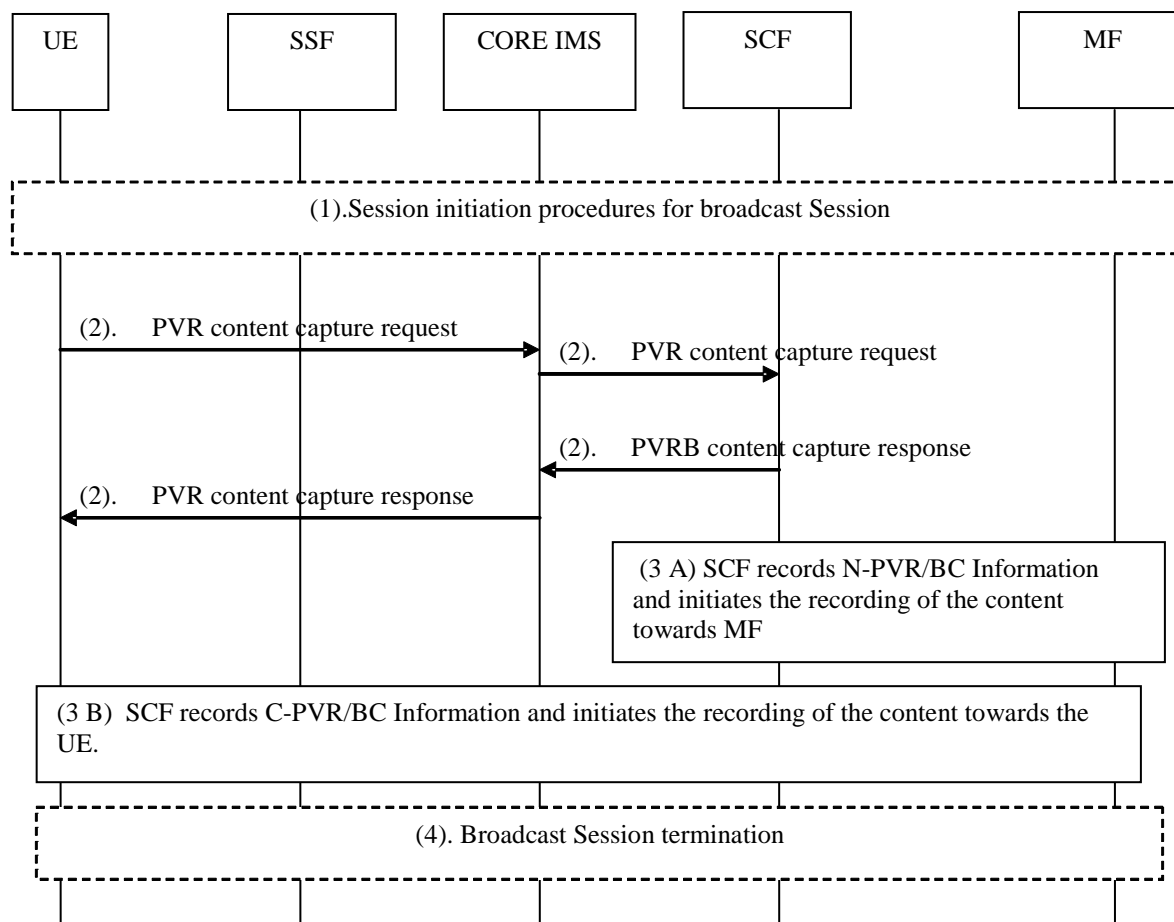 UE
SSF
CORE IMS
SCF
MF
(1).Session initiation procedures for broadcast Session
(2). PVR content capture request
(2). PVR content capture request
(2). PVRB content capture response
(2). PVR content capture response
(3 A) SCF records N-PVR/BC Information
and initiates the recording of the content
towards MF
(3 B) SCF records C-PVR/BC Information and initiates the recording of the content towards the
UE.
(4). Broadcast Session termination